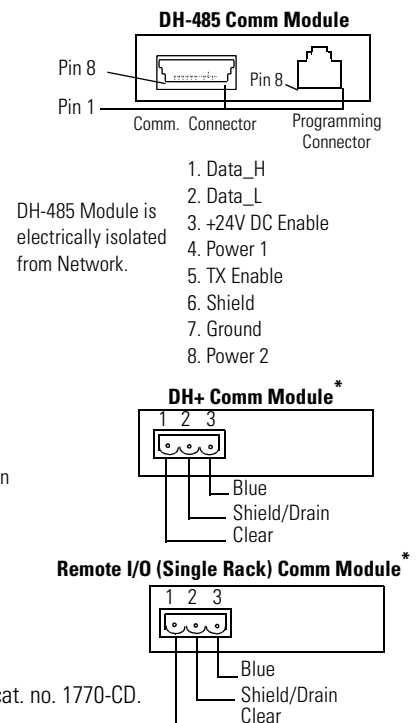 DH-485 Comm Module
Pin 8
Pin 8
Pin 1
Comm. Connector
Programming
Connector
1. Data_H
2. Data_L
3. +24V DC Enable
4. Power 1
5. TX Enable
6. Shield
7. Ground
8. Power 2
DH-485 Module is
electrically isolated
from Network.
DH+ Comm Module*
1 2 3
n
Blue
Shield/Drain
Clear
Remote I/O (Single Rack) Comm Module*
1 2 3
Blue
cat. no. 1770-CD.
Shield/Drain
Clear